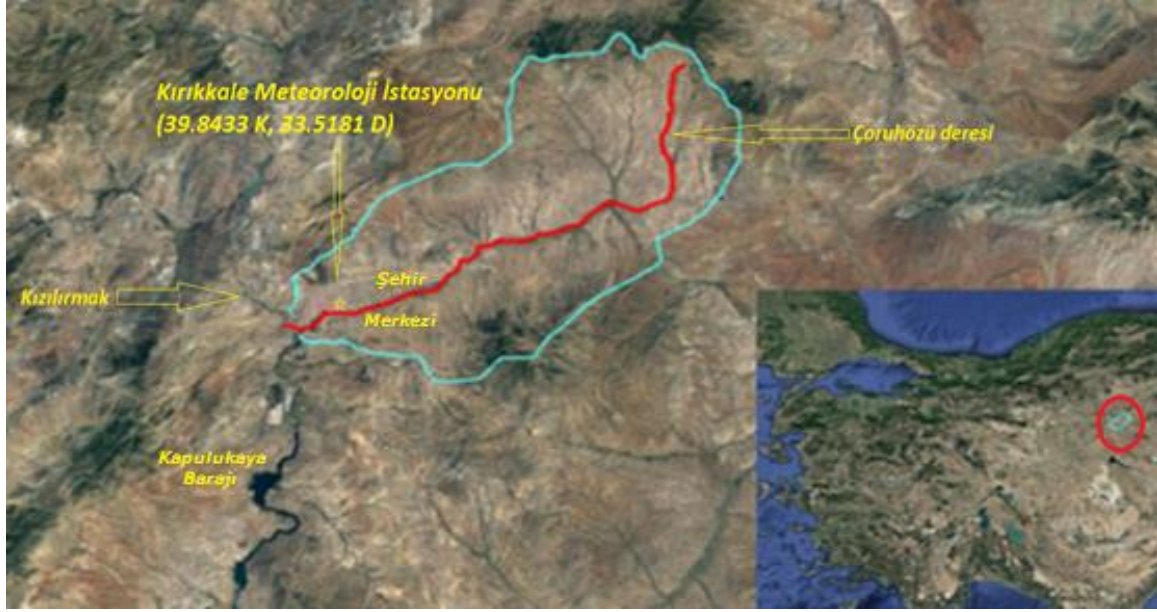 Kırıkkale Meteoroloji İstasyonu
(39.8433 K, 33.5181 D)
Çoruhözü deresi
Şehir
Kızılırmak
Merkezi
Kapulukaya
Barajı